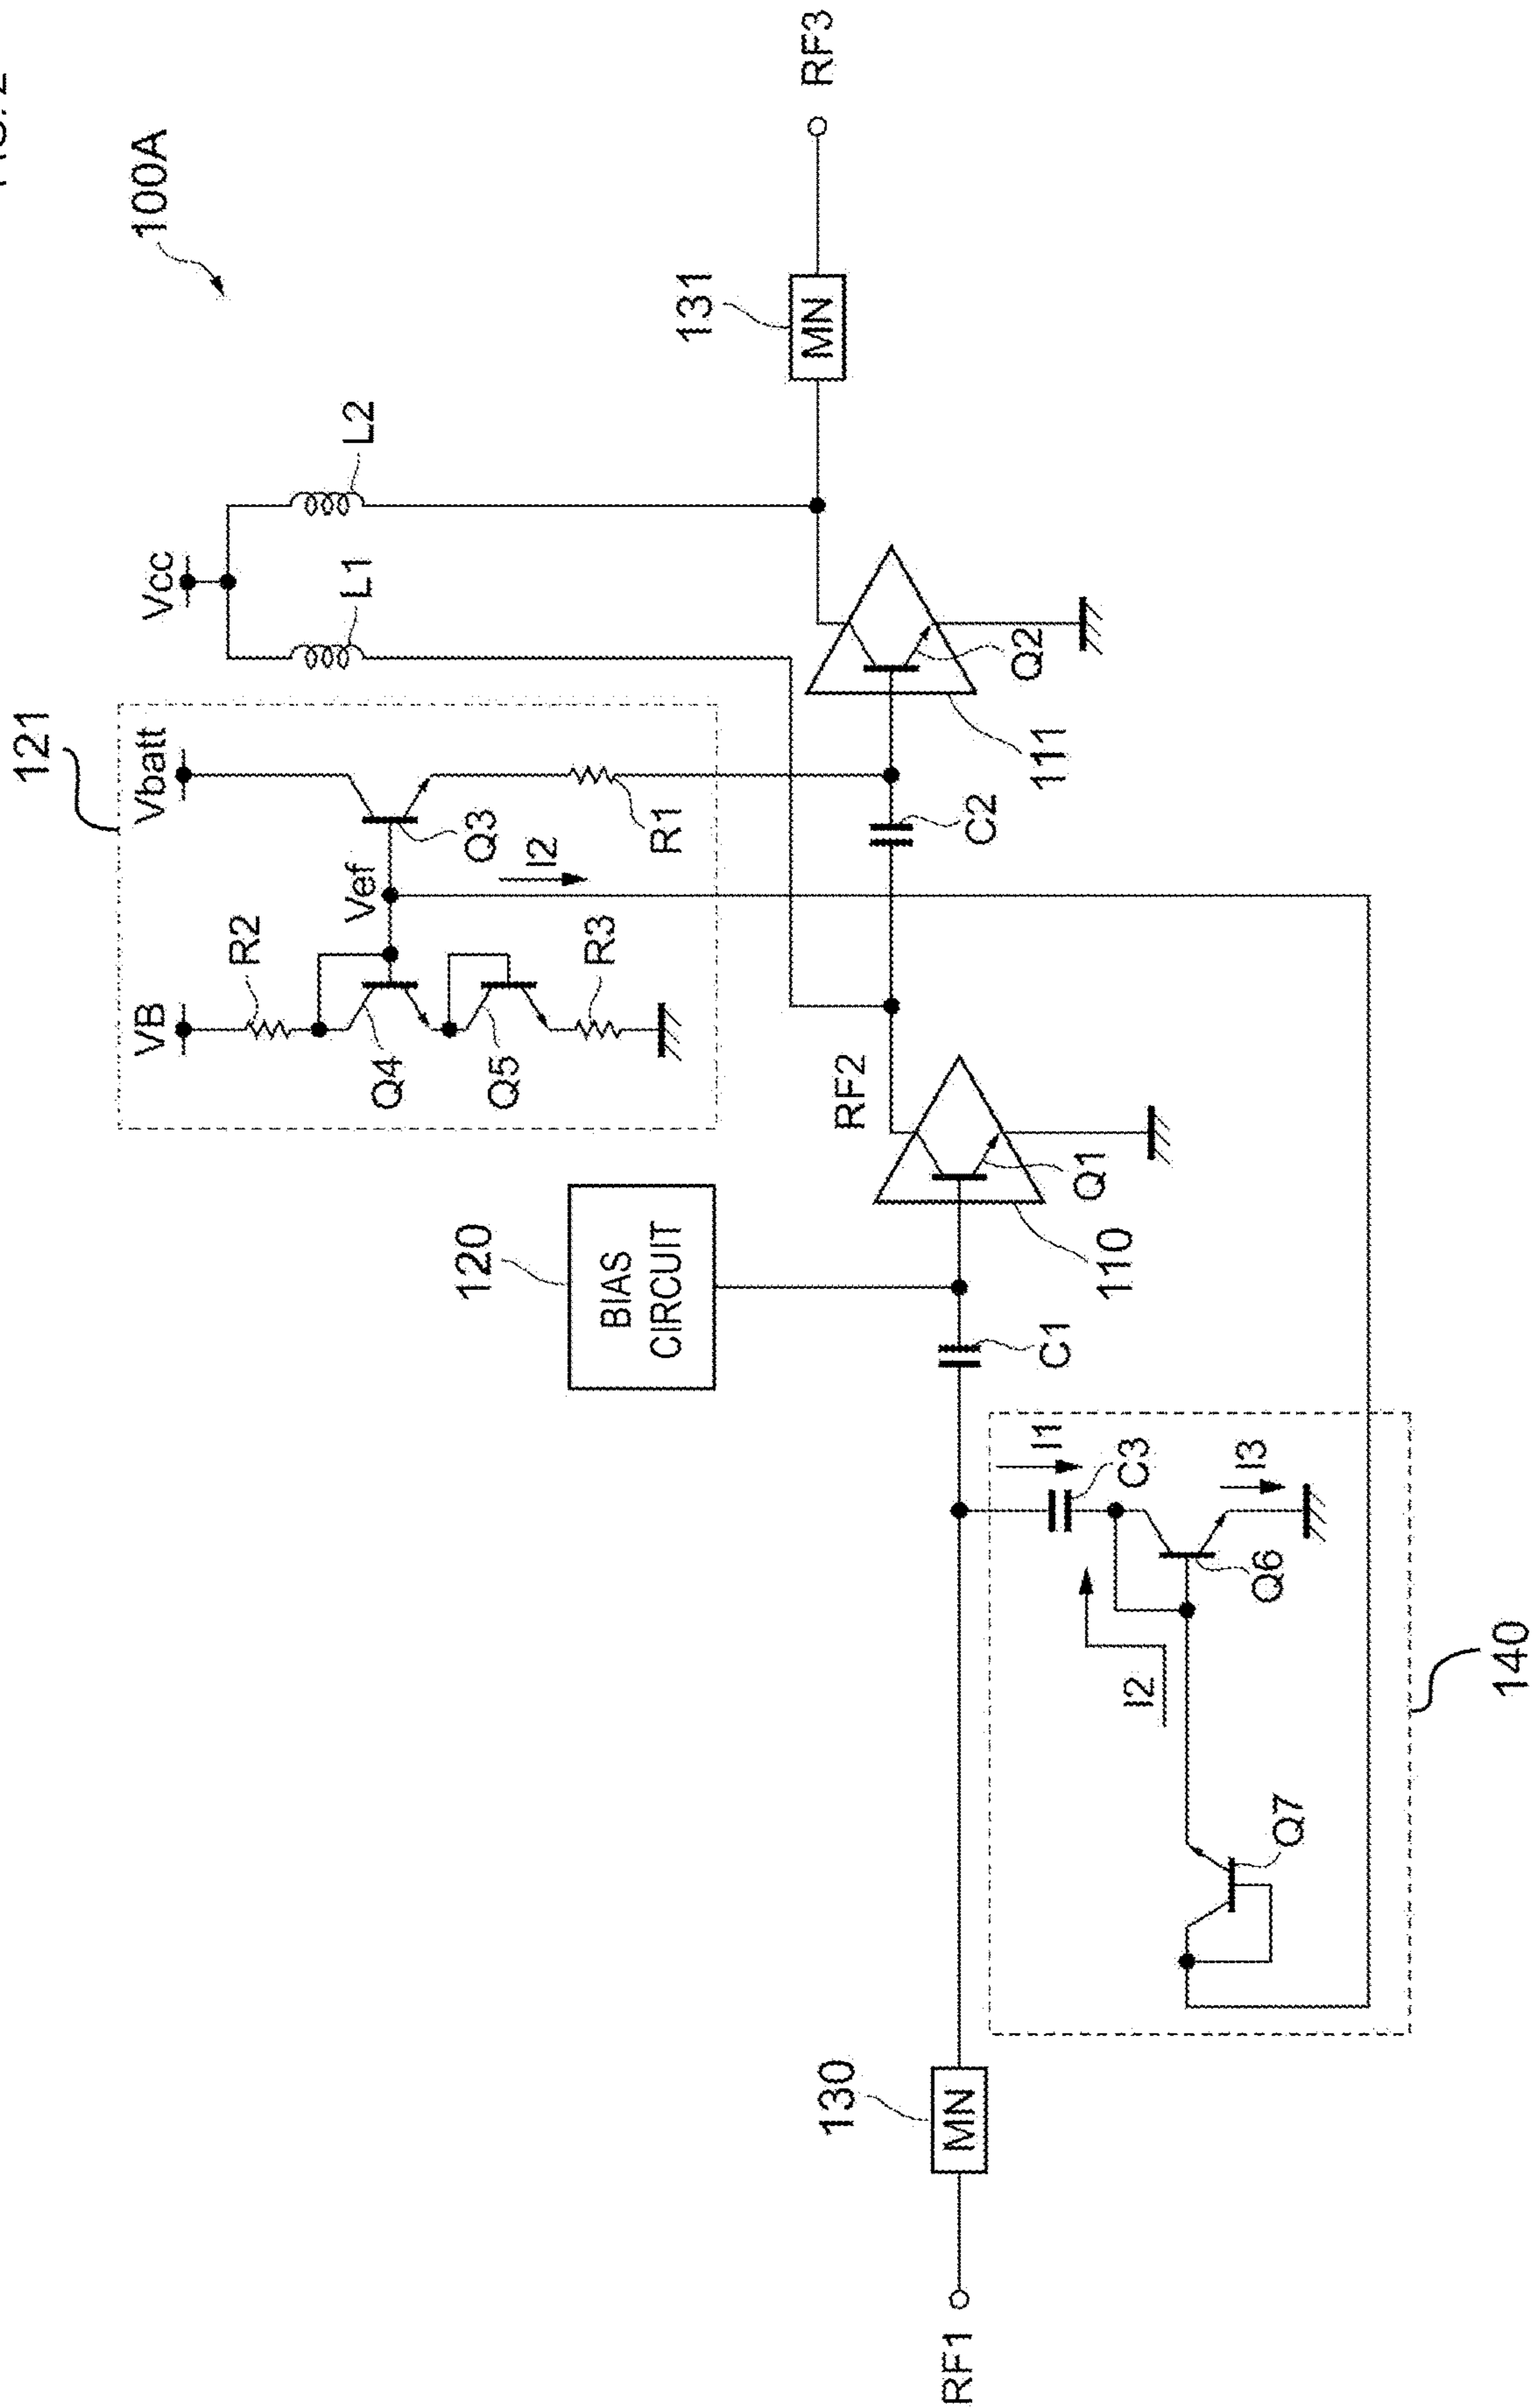 100A
121
Vcc
VB
Vbatt
R2
Vef
L1
L2
Q4
Q3
I2
Q5
R3
R1
131
MN
RF3
120
BIAS
CIRCUIT
RF2
C2
111
Q2
Q1
110
C1
130
MN
RF1
I1
C3
I3
I2
Q6
Q7
140